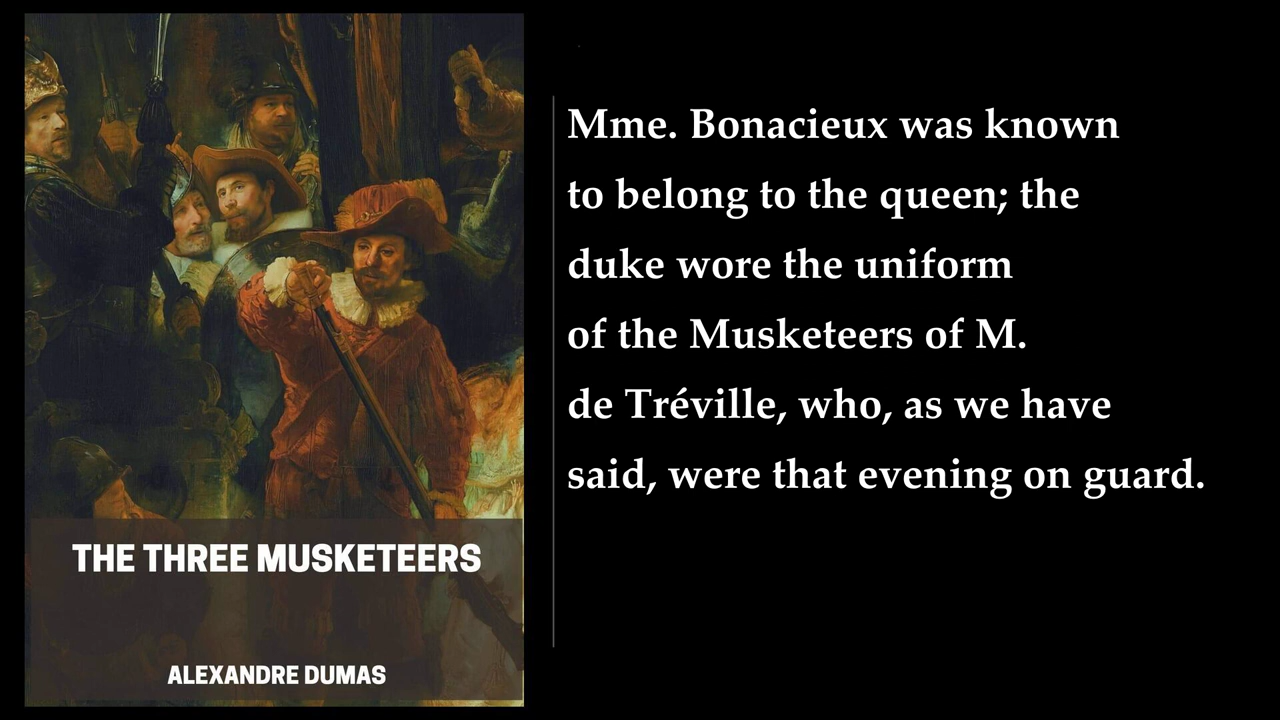 THE THREE MUSKETEERS
ALEXANDRE DUMAS
Mme. Bonacieux was known
to belong to the queen; the
duke wore the uniform
of the Musketeers of M.
de Tréville, who, as we have
said, were that evening on guard.